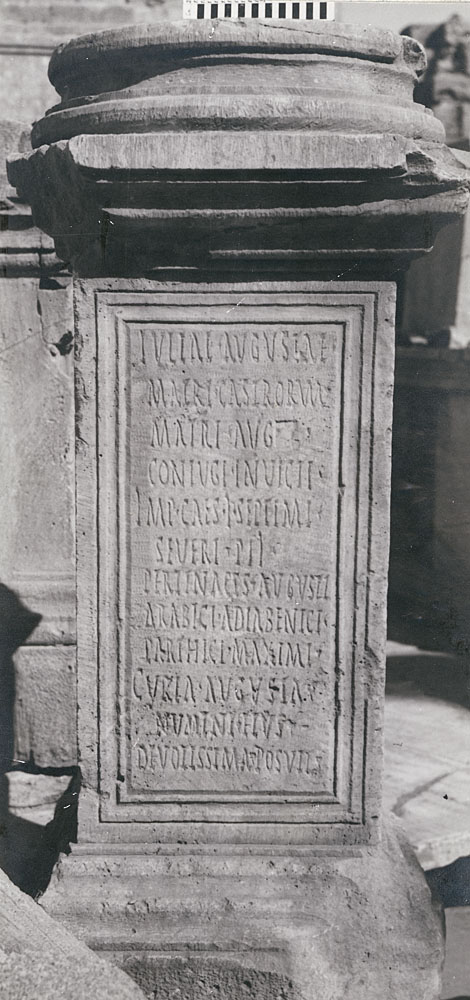 IVLIAE · AVGVSTAE
MATRI · CASTRORVM
MATRI · AVG
CONIVGI · INVICTI
IMP · CAES · L · SEPTIMI
SEVERI · PII
PERTINACIS · AVGVSTI
ARABICI · ADIABENICI
PARTHICI · MAXIMI
CVRIA · AVGVSTA
NVMINI · EIVS
DEVOTISSIMA · POSVIT